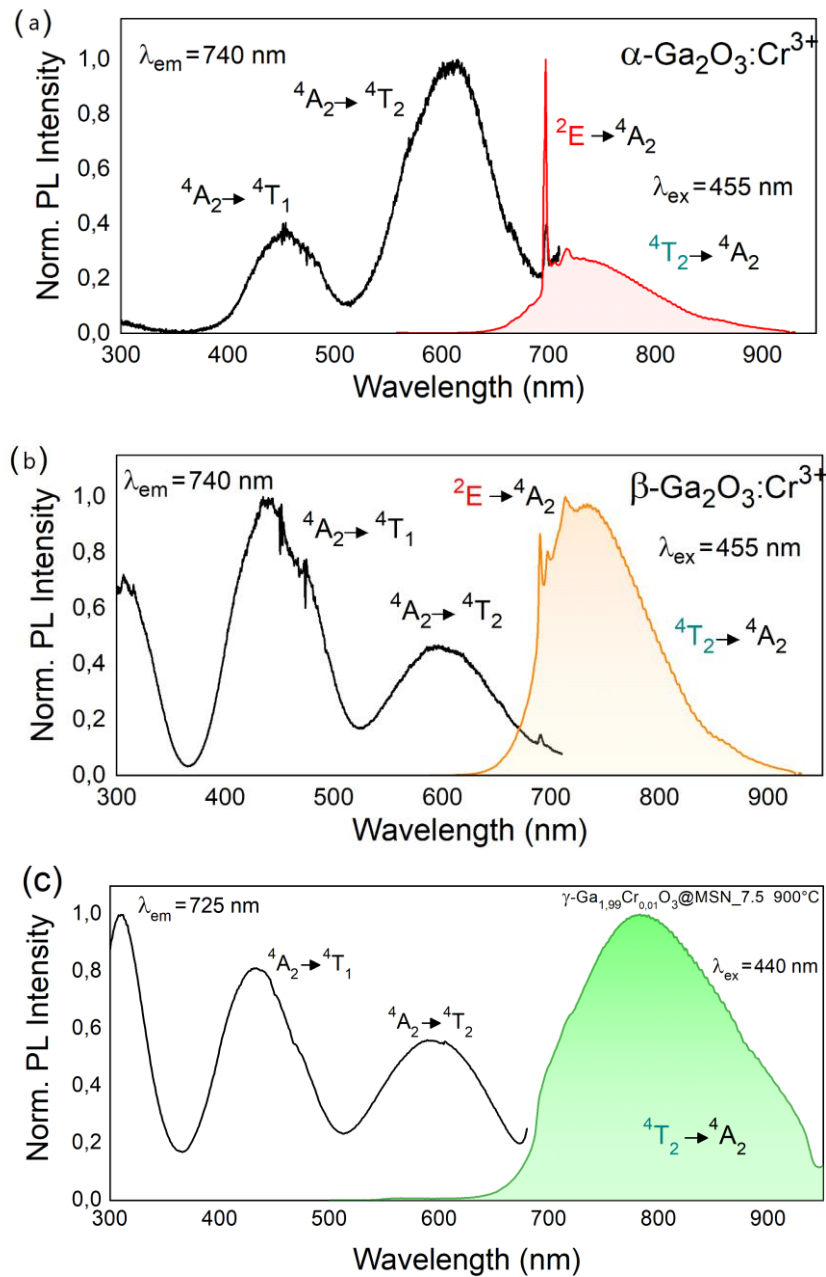 (a)
λem = 740 nm
α-Ga2O3:Cr3+
4A2→ 4T2
2E →4A2
4A2→ 4T1
λex = 455 nm
4T2→ 4A2
Norm. PL Intensity
1,0
0,8
0,6
0,4
0,2
0,0
300 400 500 600 700 800 900
Wavelength (nm)
(b)
λem = 740 nm
2E →4A2
β-Ga2O3:Cr3+
4A2→ 4T1
λex = 455 nm
4A2→ 4T2
4T2→ 4A2
Norm. PL Intensity
1,0
0,8
0,6
0,4
0,2
0,0
300 400 500 600 700 800 900
Wavelength (nm)
(c)
λem = 725 nm
γ-Ga1,99Cr0,01O3@MSN_7.5 900°C
4A2→4T1
λex = 440 nm
4A2→4T2
4T2→4A2
Norm. PL Intensity
1,0
0,8
0,6
0,4
0,2
0,0
300 400 500 600 700 800 900
Wavelength (nm)